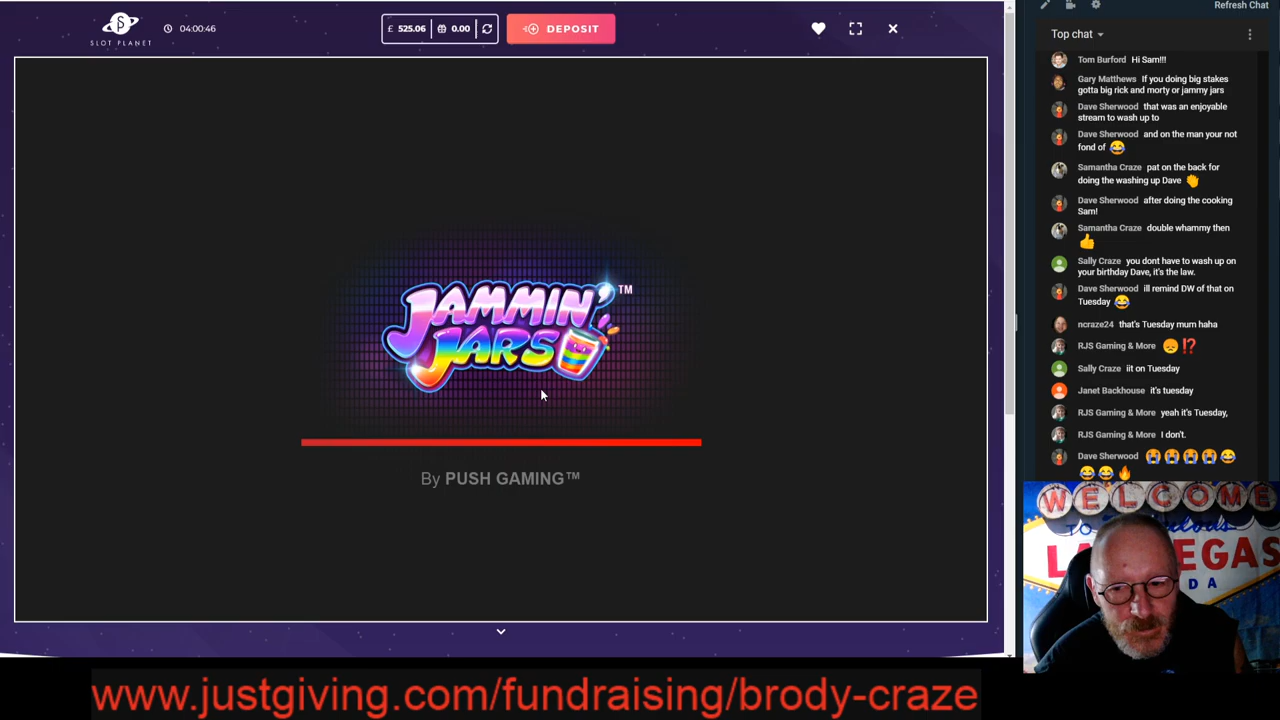 SLOT PLANET
04:00:46
£ 525.06
0.00
DEPOSIT
JAMMIN'™
JARS
By PUSH GAMING™
www.justgiving.com/fundraising/brody-craze
Refresh Chat
Top chat
Tom Burford Hi Sam!!!
Gary Matthews If you doing big stakes
gotta big rick and morty or jammy jars
Dave Sherwood that was an enjoyable
stream to wash up to
Dave Sherwood and on the man your not
fond of 😂
Samantha Craze pat on the back for
doing the washing up Dave 👏
Dave Sherwood after doing the cooking
Sam!
Samantha Craze double whammy then
👍
Sally Craze you dont have to wash up on
your birthday Dave, it's the law.
Dave Sherwood ill remind DW of that on
Tuesday 😂
ncraze24 that's Tuesday mum haha
RJS Gaming & More 😞⁉️
Sally Craze iit on Tuesday
Janet Backhouse it's tuesday
RJS Gaming & More yeah it's Tuesday,
RJS Gaming & More I don't.
Dave Sherwood 😭😭😭😭😂
😂😂🔥
WELCOME
TO Fabulous
LAS VEGAS
DA